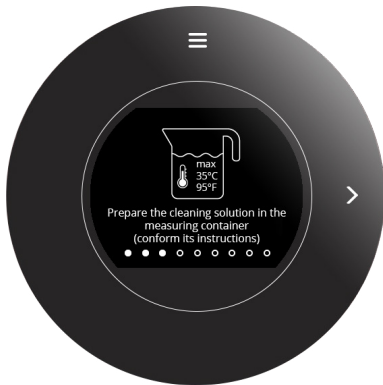 max
35°C
95°F
Prepare the cleaning solution in the
measuring container
(conform its instructions)